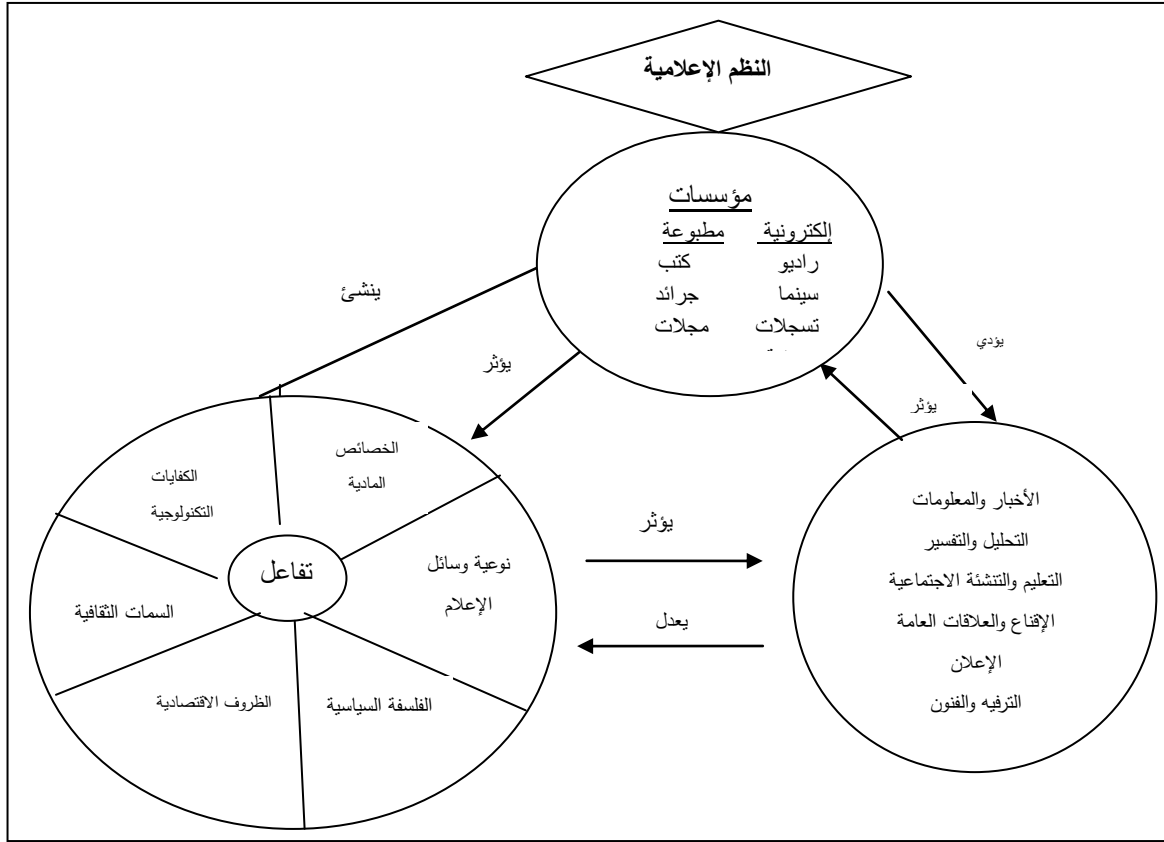 النظم الإعلامية
مؤسسات
إلكترونية مطبوعة
راديو كتب
سينما جرائد
تسجلات مجلات
ينشئ
يؤثر
يؤدي
يؤثر
الخصائص
المادية
الكفايات
التكنولوجية
نوعية وسائل
الإعلام
تفاعل
السمات الثقافية
الظروف الاقتصادية
الفلسفة السياسية
يؤثر
يعدل
الأخبار والمعلومات
التحليل والتفسير
التعليم والتنشئة الاجتماعية
الإقناع والعلاقات العامة
الإعلان
الترفيه والفنون